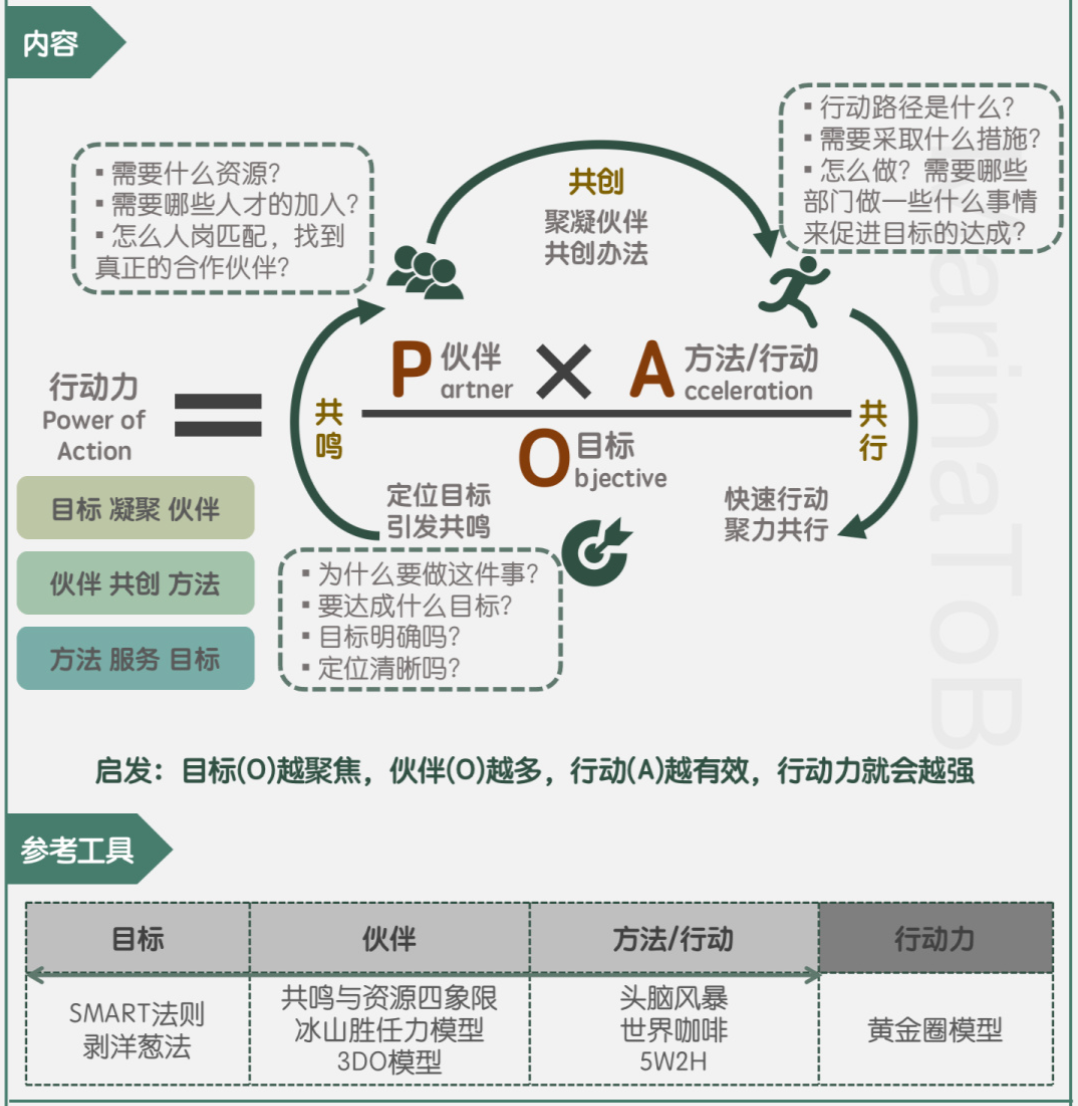 内容
▪ 需要什么资源?
▪ 需要哪些人才的加入?
▪ 怎么人岗匹配，找到
真正的合作伙伴?
共创
聚凝伙伴
共创办法
▪ 行动路径是什么?
▪ 需要采取什么措施?
▪ 怎么做? 需要哪些
部门做一些什么事情
来促进目标的达成?
行动力
Power of
Action
=
共鸣
P 伙伴
artner
×
A 方法/行动
cceleration
共行
O 目标
bjective
定位目标
引发共鸣
快速行动
聚力共行
目标 凝聚 伙伴
伙伴 共创 方法
方法 服务 目标
▪ 为什么要做这件事?
▪ 要达成什么目标?
▪ 目标明确吗?
▪ 定位清晰吗?
MarinaToB
启发：目标(O)越聚焦，伙伴(O)越多，行动(A)越有效，行动力就会越强
参考工具
目标 伙伴 方法/行动 行动力
SMART法则
剥洋葱法
共鸣与资源四象限
冰山胜任力模型
3DO模型
头脑风暴
世界咖啡
5W2H
黄金圈模型